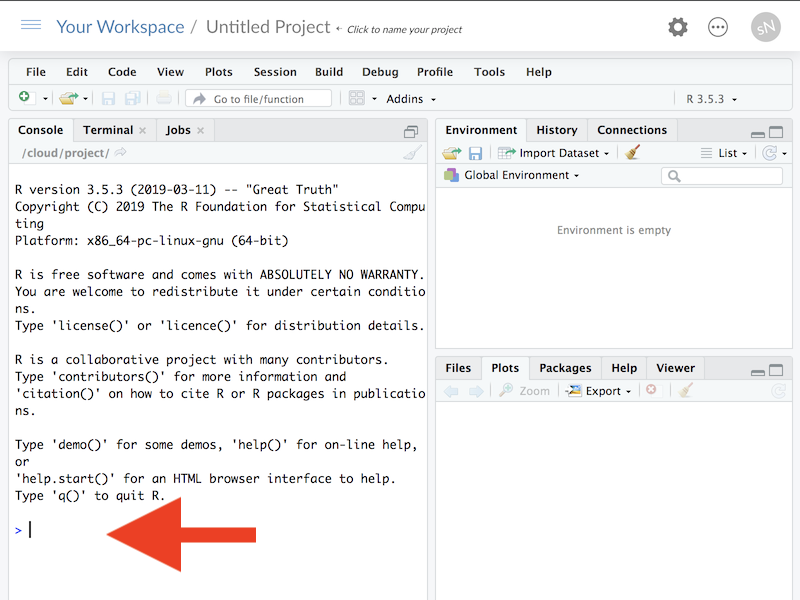 Your Workspace / Untitled Project ← Click to name your project
sN
File Edit Code View Plots Session Build Debug Profile Tools Help
Go to file/function Addins R 3.5.3
Console Terminal × Jobs ×
/cloud/project/
R version 3.5.3 (2019-03-11) -- "Great Truth"
Copyright (C) 2019 The R Foundation for Statistical Compu
ting
Platform: x86_64-pc-linux-gnu (64-bit)
R is free software and comes with ABSOLUTELY NO WARRANTY.
You are welcome to redistribute it under certain conditio
ns.
Type 'license()' or 'licence()' for distribution details.
R is a collaborative project with many contributors.
Type 'contributors()' for more information and
'citation()' on how to cite R or R packages in publicatio
ns.
Type 'demo()' for some demos, 'help()' for on-line help,
or
'help.start()' for an HTML browser interface to help.
Type 'q()' to quit R.
>
Environment History Connections
Import Dataset List
Global Environment
Environment is empty
Files Plots Packages Help Viewer
Zoom Export